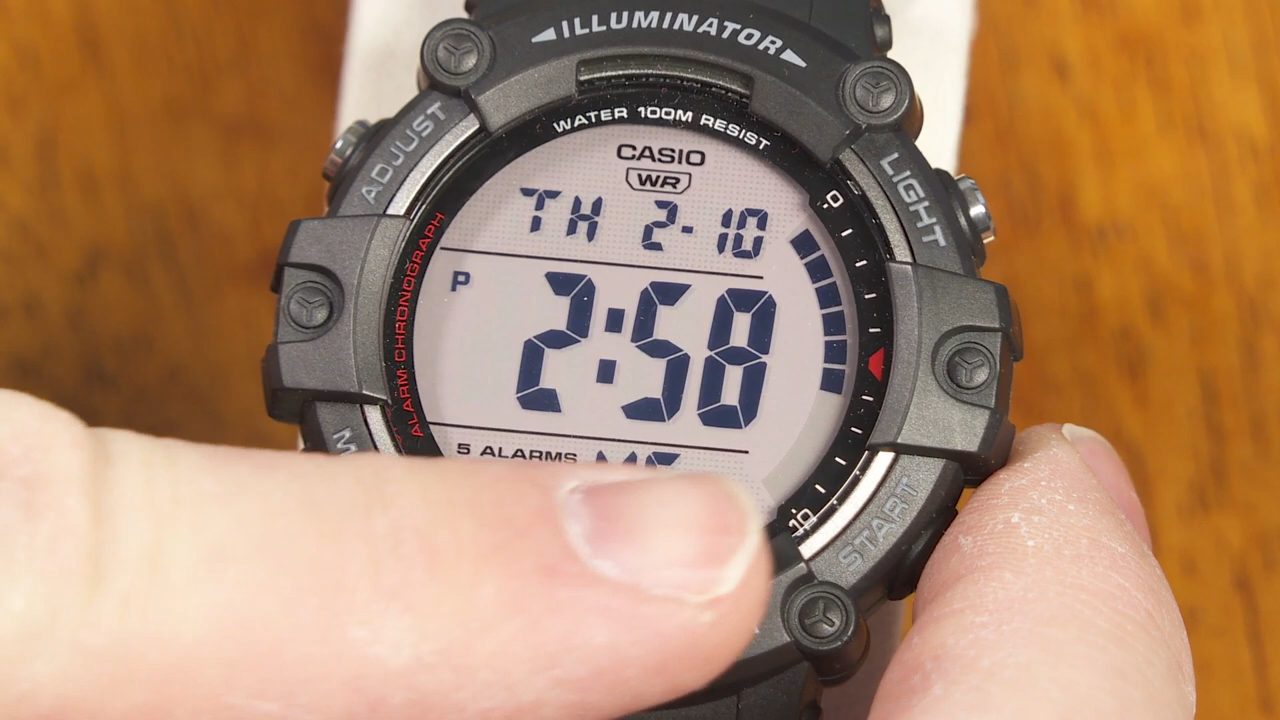 ILLUMINATOR
WATER 100M RESIST
ADJUST
LIGHT
CASIO
WR
TH 2-10
0
ALARM CHRONOGRAPH
P 2:58
5 ALARMS
10
START